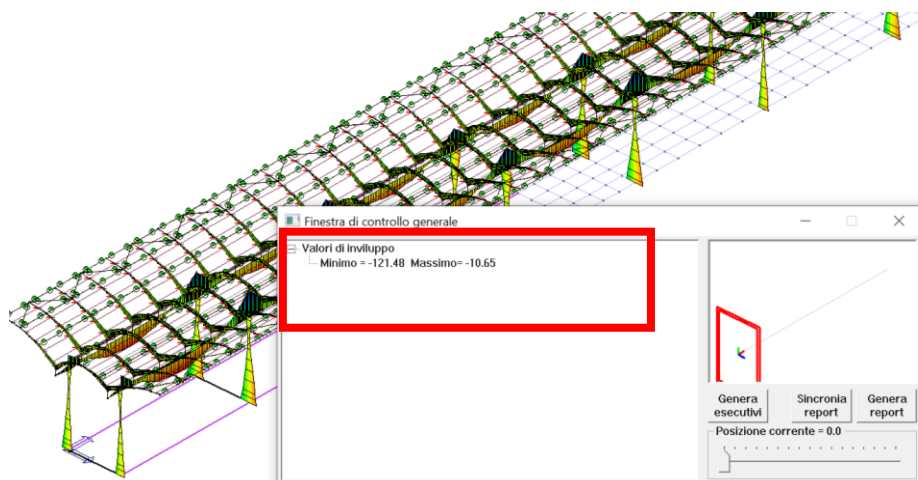 Finestra di controllo generale
Valori di inviluppo
Minimo = -121.48 Massimo= -10.65
Genera esecutivi
Sincronia report
Genera report
Posizione corrente = 0.0